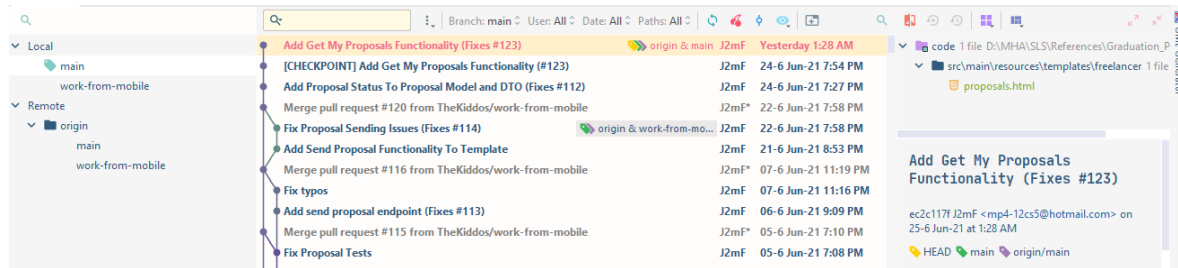 Branch: main User: All Date: All Paths: All
Local
main
work-from-mobile
Remote
origin
main
work-from-mobile
Add Get My Proposals Functionality (Fixes #123) origin & main J2mF Yesterday 1:28 AM
[CHECKPOINT] Add Get My Proposals Functionality (#123) J2mF 24-6 Jun-21 7:54 PM
Add Proposal Status To Proposal Model and DTO (Fixes #112) J2mF 24-6 Jun-21 7:27 PM
Merge pull request #120 from TheKiddos/work-from-mobile J2mF* 22-6 Jun-21 7:58 PM
Fix Proposal Sending Issues (Fixes #114) origin & work-from-mo... J2mF 22-6 Jun-21 7:58 PM
Add Send Proposal Functionality To Template J2mF 21-6 Jun-21 8:53 PM
Merge pull request #116 from TheKiddos/work-from-mobile J2mF* 07-6 Jun-21 11:19 PM
Fix typos J2mF 07-6 Jun-21 11:16 PM
Add send proposal endpoint (Fixes #113) J2mF 06-6 Jun-21 9:09 PM
Merge pull request #115 from TheKiddos/work-from-mobile J2mF* 05-6 Jun-21 7:10 PM
Fix Proposal Tests J2mF 05-6 Jun-21 7:08 PM
code 1 file D:\MHA\SLS\References\Graduation_P
src\main\resources\templates\freelancer 1 file
proposals.html
Add Get My Proposals
Functionality (Fixes #123)
ec2c117f J2mF <mp4-12cs5@hotmail.com> on
25-6 Jun-21 at 1:28 AM
HEAD main origin/main